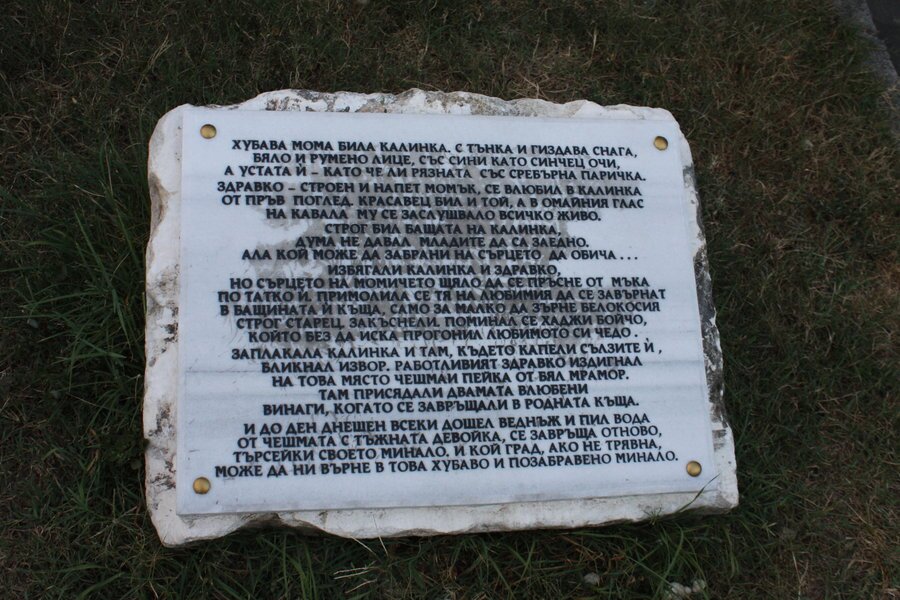 ХУБАВА МОМА БИЛА КАЛИНКА. С ТЪНКА И ГИЗДАВА СНАГА,
БЯЛО И РУМЕНО ЛИЦЕ, СЪС СИНИ КАТО СИНЧЕЦ ОЧИ,
А УСТАТА Ѝ – КАТО ЧЕ ЛИ РЯЗНАТА СЪС СРЕБЪРНА ПАРИЧКА.
ЗДРАВКО – СТРОЕН И НАПЕТ МОМЪК, СЕ ВЛЮБИЛ В КАЛИНКА
ОТ ПРЪВ ПОГЛЕД. КРАСАВЕЦ БИЛ И ТОЙ, А В ОМАЙНИЯ ГЛАС
НА КАВАЛА МУ СЕ ЗАСЛУШВАЛО ВСИЧКО ЖИВО.
СТРОГ БИЛ БАЩАТА НА КАЛИНКА,
ДУМА НЕ ДАВАЛ МЛАДИТЕ ДА СА ЗАЕДНО.
АЛА КОЙ МОЖЕ ДА ЗАБРАНИ НА СЪРЦЕТО ДА ОБИЧА . . .
ИЗБЯГАЛИ КАЛИНКА И ЗДРАВКО,
НО СЪРЦЕТО НА МОМИЧЕТО ЩЯЛО ДА СЕ ПРЪСНЕ ОТ МЪКА
ПО ТАТКО Ѝ. ПРИМОЛИЛА СЕ ТЯ НА ЛЮБИМИЯ ДА СЕ ЗАВЪРНАТ
В БАЩИНАТА Ѝ КЪЩА, САМО ЗА МАЛКО ДА ЗЪРНЕ БЕЛОКОСИЯ
СТРОГ СТАРЕЦ. ЗАКЪСНЕЛИ. ПОМИНАЛ СЕ ХАДЖИ БОЙЧО,
КОЙТО БЕЗ ДА ИСКА ПРОГОНИЛ ЛЮБИМОТО СИ ЧЕДО .
ЗАПЛАКАЛА КАЛИНКА И ТАМ, КЪДЕТО КАПЕЛИ СЪЛЗИТЕ Ѝ ,
ВЛИКНАЛ ИЗВОР. РАБОТЛИВИЯТ ЗДРАВКО ИЗДИГНАЛ
НА ТОВА МЯСТО ЧЕШМАИ ПЕЙКА ОТ БЯЛ МРАМОР.
ТАМ ПРИСЯДАЛИ ДВАМАТА ВЛЮБЕНИ
ВИНАГИ, КОГАТО СЕ ЗАВРЪЩАЛИ В РОДНАТА КЪЩА.
И ДО ДЕН ДНЕШЕН ВСЕКИ ДОШЕЛ ВЕДНЪЖ И ПИЛ ВОДА
ОТ ЧЕШМАТА С ТЪЖНАТА ДЕВОЙКА, СЕ ЗАВРЪЩА ОТНОВО,
ТЪРСЕЙКИ СВОЕТО МИНАЛО. И КОЙ ГРАД, АКО НЕ ТРЯВНА,
МОЖЕ ДА НИ ВЪРНЕ В ТОВА ХУБАВО И ПОЗАБРАВЕНО МИНАЛО.